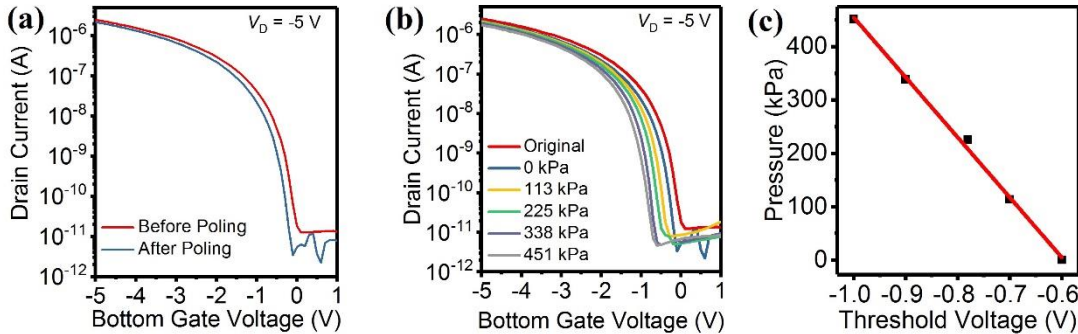 (a)
V_D = -5 V
10^-6
10^-7
10^-8
10^-9
10^-10
10^-11
10^-12
Drain Current (A)
Before Poling
After Poling
-5 -4 -3 -2 -1 0 1
Bottom Gate Voltage (V)
(b)
V_D = -5 V
10^-6
10^-7
10^-8
10^-9
10^-10
10^-11
10^-12
Drain Current (A)
Original
0 kPa
113 kPa
225 kPa
338 kPa
451 kPa
-5 -4 -3 -2 -1 0 1
Bottom Gate Voltage (V)
(c)
400
300
200
100
0
Pressure (kPa)
-1.0 -0.9 -0.8 -0.7 -0.6
Threshold Voltage (V)